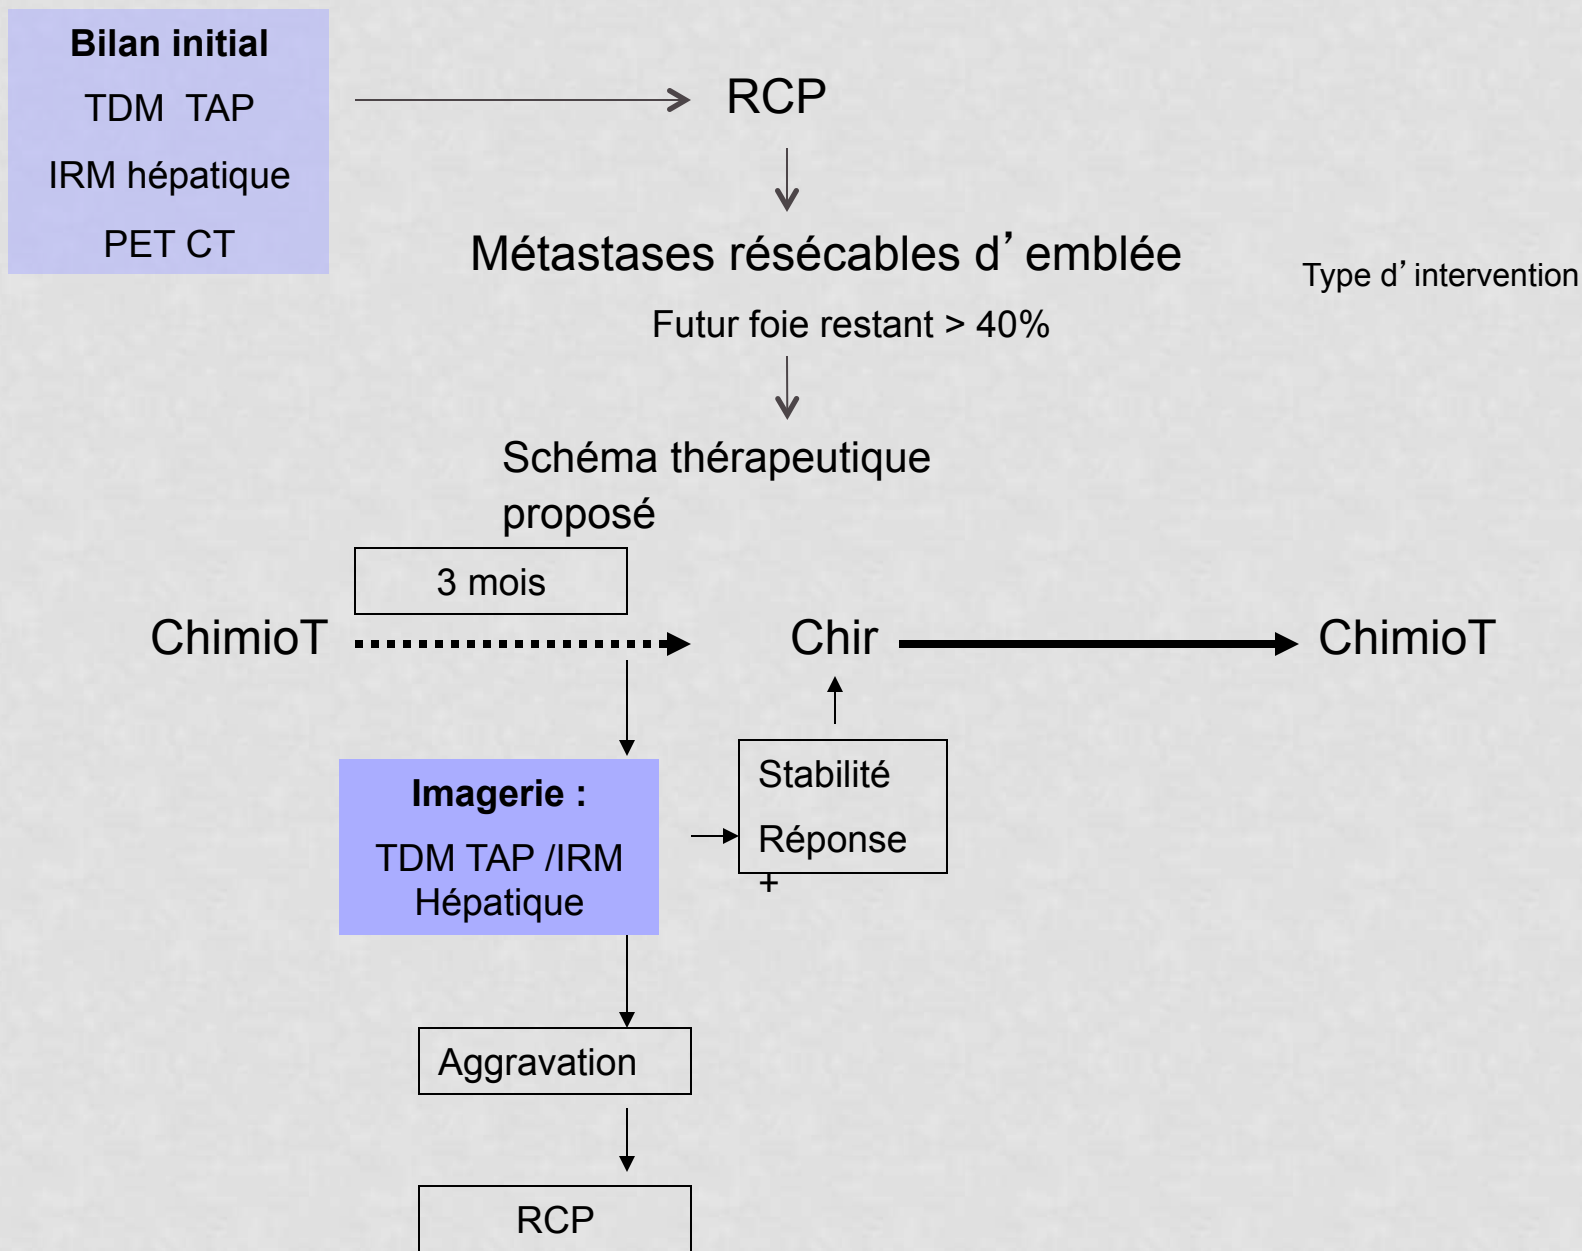 Bilan initial
TDM TAP
IRM hépatique
PET CT
RCP
Métastases résécables d’ emblée
Type d’ intervention
Futur foie restant > 40%
Schéma thérapeutique
proposé
3 mois
ChimioT
Chir
ChimioT
Imagerie :
TDM TAP /IRM
Hépatique
Stabilité
Réponse
+
Aggravation
RCP